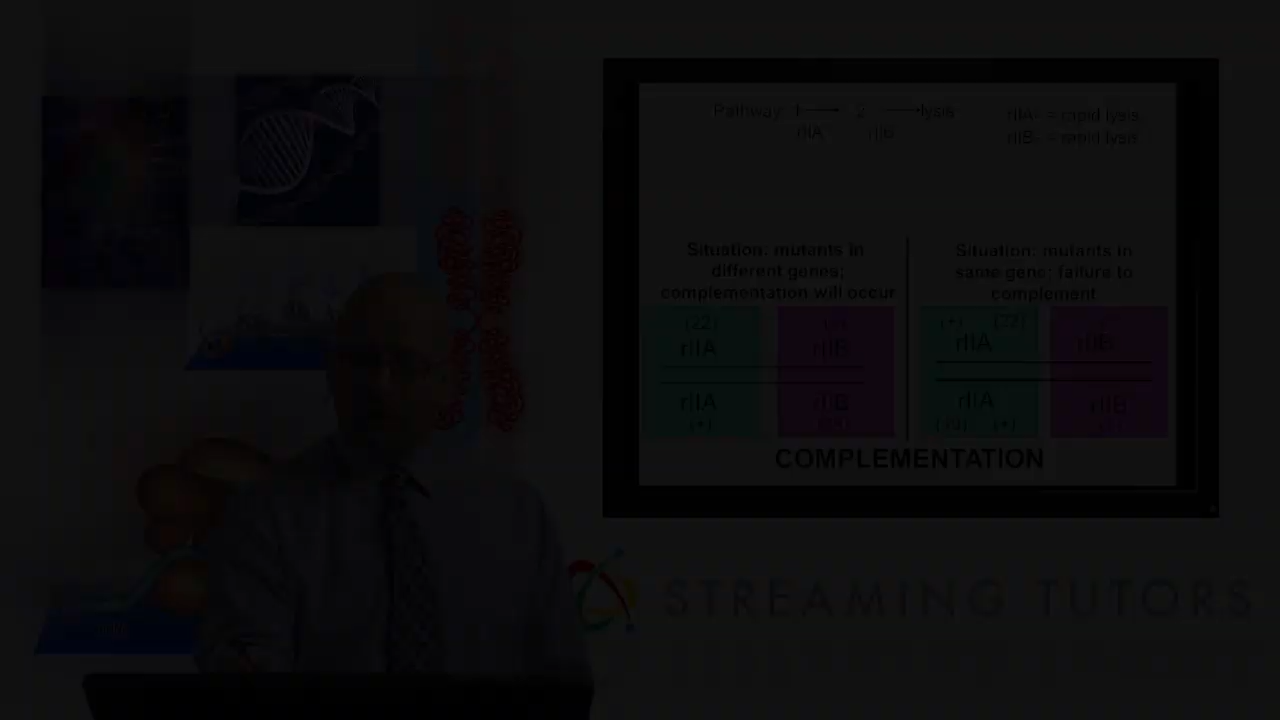 Pathway: 1 → 2 → lysis
rIIA rIIB
rIIA- = rapid lysis
rIIB- = rapid lysis
Situation: mutants in
different genes;
complementation will occur
(22)
rIIA rIIB
rIIA rIIB
(+)
Situation: mutants in
same gene; failure to
complement
(+)
rIIA rIIB
rIIA rIIB
(+)
COMPLEMENTATION
STREAMING TUTORS